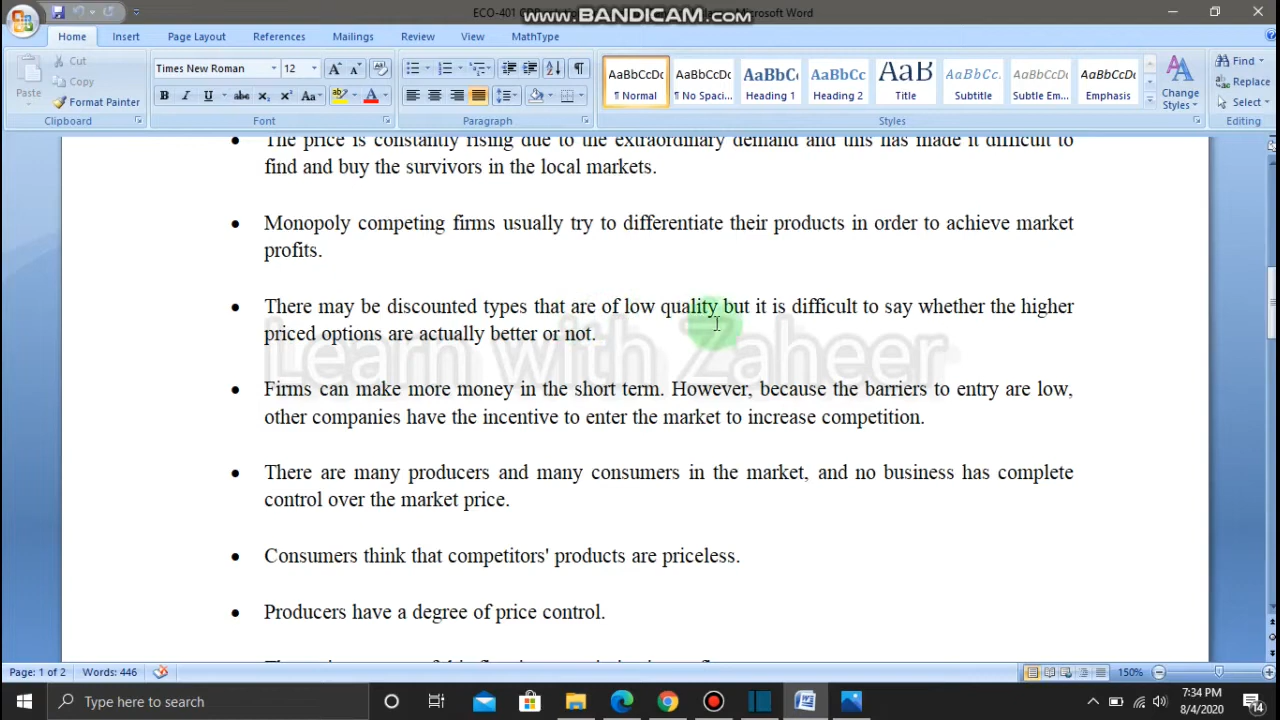 ECO-401
www.BANDICAM.com
Microsoft Word
Home Insert Page Layout References Mailings Review View MathType
Paste
Cut
Copy
Format Painter
Clipboard
Times New Roman 12
Font
Paragraph
AaBbCcDc AaBbCcDc AaBbC AaBbCc AaB AaBbCc. AaBbCcDc AaBbCcDc
¶ Normal ¶ No Spaci... Heading 1 Heading 2 Title Subtitle Subtle Em... Emphasis
Change
Styles
Styles
Find
Replace
Select
Editing
The price is constantly rising due to the extraordinary demand and this has made it difficult to
find and buy the survivors in the local markets.
Monopoly competing firms usually try to differentiate their products in order to achieve market
profits.
There may be discounted types that are of low quality but it is difficult to say whether the higher
priced options are actually better or not.
Learn with Zaheer
Firms can make more money in the short term. However, because the barriers to entry are low,
other companies have the incentive to enter the market to increase competition.
There are many producers and many consumers in the market, and no business has complete
control over the market price.
Consumers think that competitors' products are priceless.
Producers have a degree of price control.
Page: 1 of 2 Words: 446 150%
Type here to search
7:34 PM
8/4/2020
14